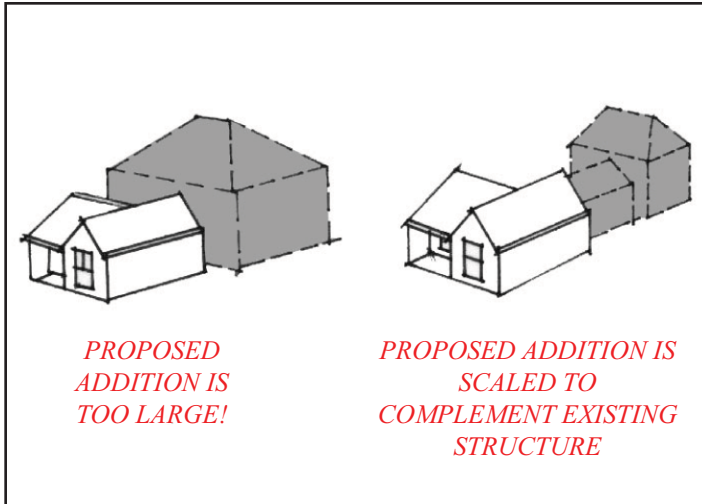 PROPOSED
ADDITION IS
TOO LARGE!
PROPOSED ADDITION IS
SCALED TO
COMPLEMENT EXISTING
STRUCTURE